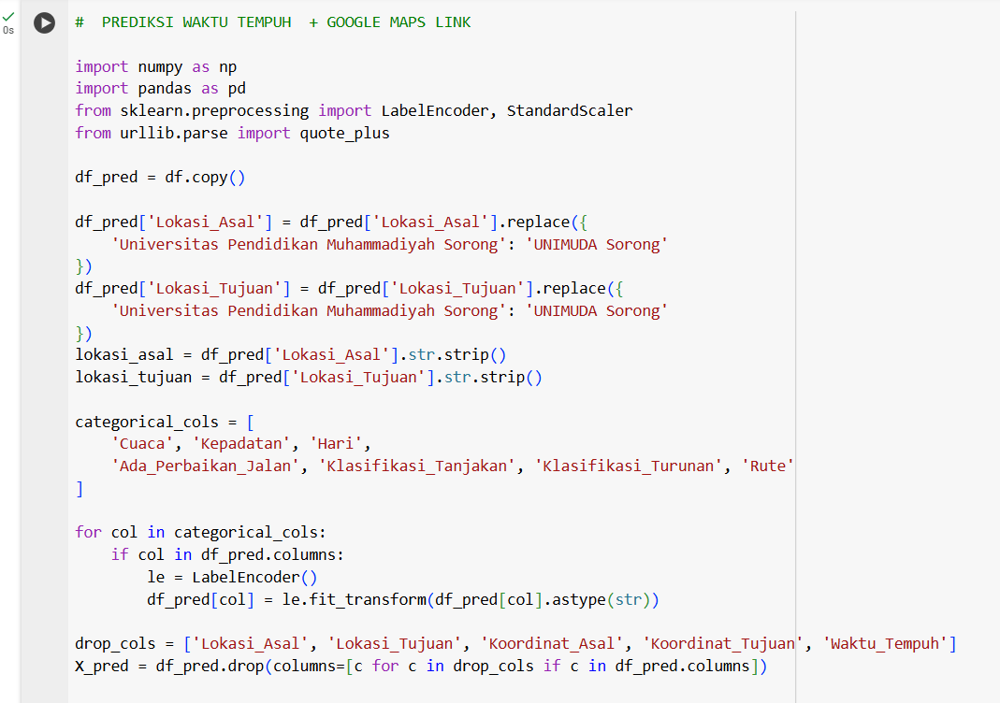 0s
# PREDIKSI WAKTU TEMPUH + GOOGLE MAPS LINK
import numpy as np
import pandas as pd
from sklearn.preprocessing import LabelEncoder, StandardScaler
from urllib.parse import quote_plus
df_pred = df.copy()
df_pred['Lokasi_Asal'] = df_pred['Lokasi_Asal'].replace({
    'Universitas Pendidikan Muhammadiyah Sorong': 'UNIMUDA Sorong'
})
df_pred['Lokasi_Tujuan'] = df_pred['Lokasi_Tujuan'].replace({
    'Universitas Pendidikan Muhammadiyah Sorong': 'UNIMUDA Sorong'
})
lokasi_asal = df_pred['Lokasi_Asal'].str.strip()
lokasi_tujuan = df_pred['Lokasi_Tujuan'].str.strip()
categorical_cols = [
    'Cuaca', 'Kepadatan', 'Hari',
    'Ada_Perbaikan_Jalan', 'Klasifikasi_Tanjakan', 'Klasifikasi_Turunan', 'Rute'
]
for col in categorical_cols:
    if col in df_pred.columns:
        le = LabelEncoder()
        df_pred[col] = le.fit_transform(df_pred[col].astype(str))
drop_cols = ['Lokasi_Asal', 'Lokasi_Tujuan', 'Koordinat_Asal', 'Koordinat_Tujuan', 'Waktu_Tempuh']
X_pred = df_pred.drop(columns=[c for c in drop_cols if c in df_pred.columns])